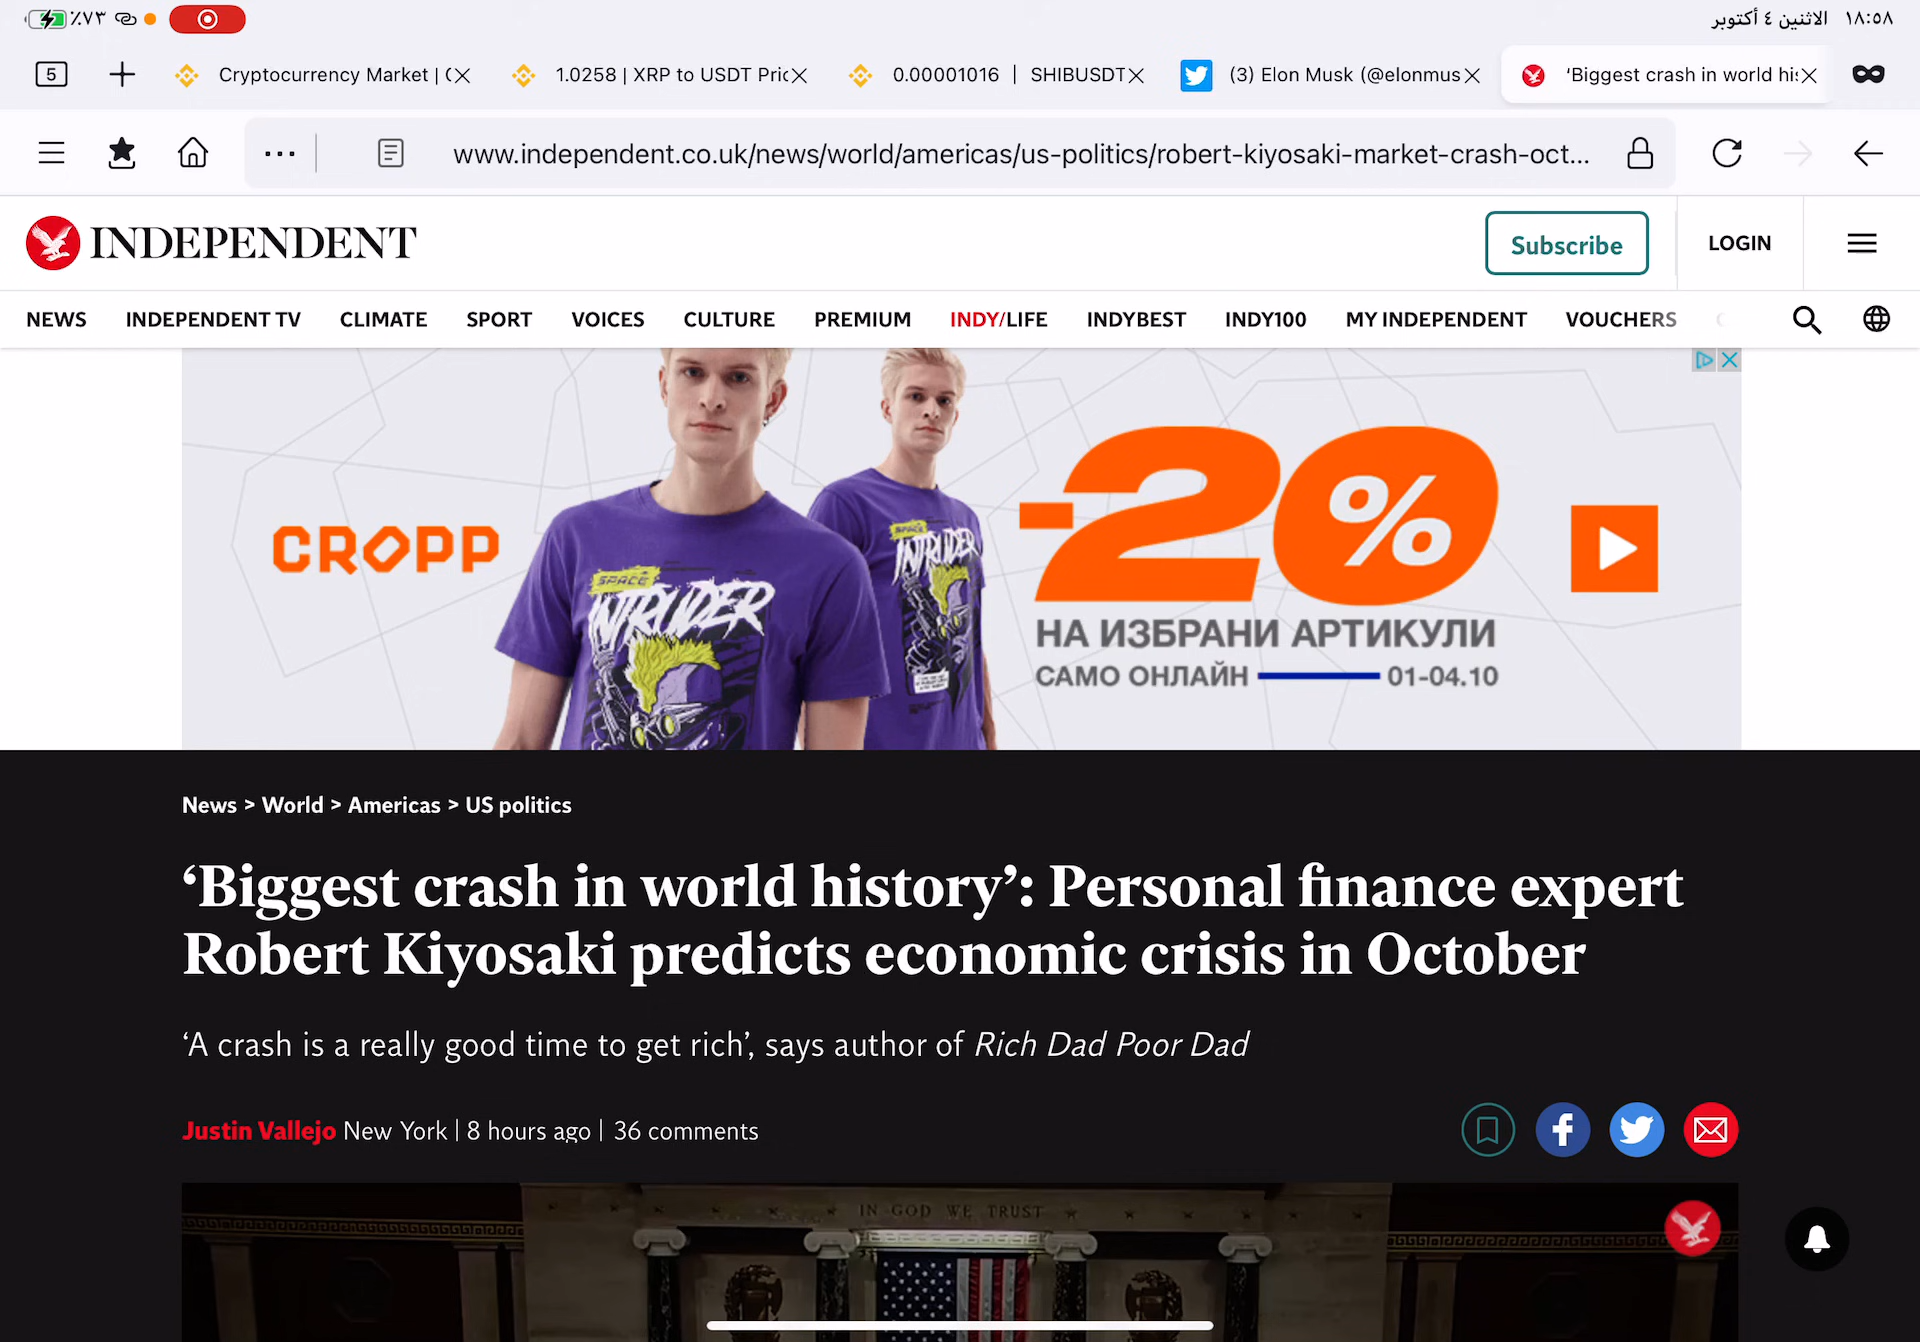 ٪٧٣
الاثنين ٤ أكتوبر ١٨:٥٨
5
Cryptocurrency Market | (
1.0258 | XRP to USDT Pric
0.00001016 | SHIBUSDT
(3) Elon Musk (@elonmus
‘Biggest crash in world his
www.independent.co.uk/news/world/americas/us-politics/robert-kiyosaki-market-crash-oct...
INDEPENDENT
Subscribe
LOGIN
NEWS INDEPENDENT TV CLIMATE SPORT VOICES CULTURE PREMIUM INDY/LIFE INDYBEST INDY100 MY INDEPENDENT VOUCHERS
CROPP
SPACE
INTRUDER
SPACE
INTRUDER
-20%
НА ИЗБРАНИ АРТИКУЛИ
САМО ОНЛАЙН 01-04.10
News > World > Americas > US politics
‘Biggest crash in world history’: Personal finance expert
Robert Kiyosaki predicts economic crisis in October
‘A crash is a really good time to get rich’, says author of Rich Dad Poor Dad
Justin Vallejo New York | 8 hours ago | 36 comments
IN GOD WE TRUST